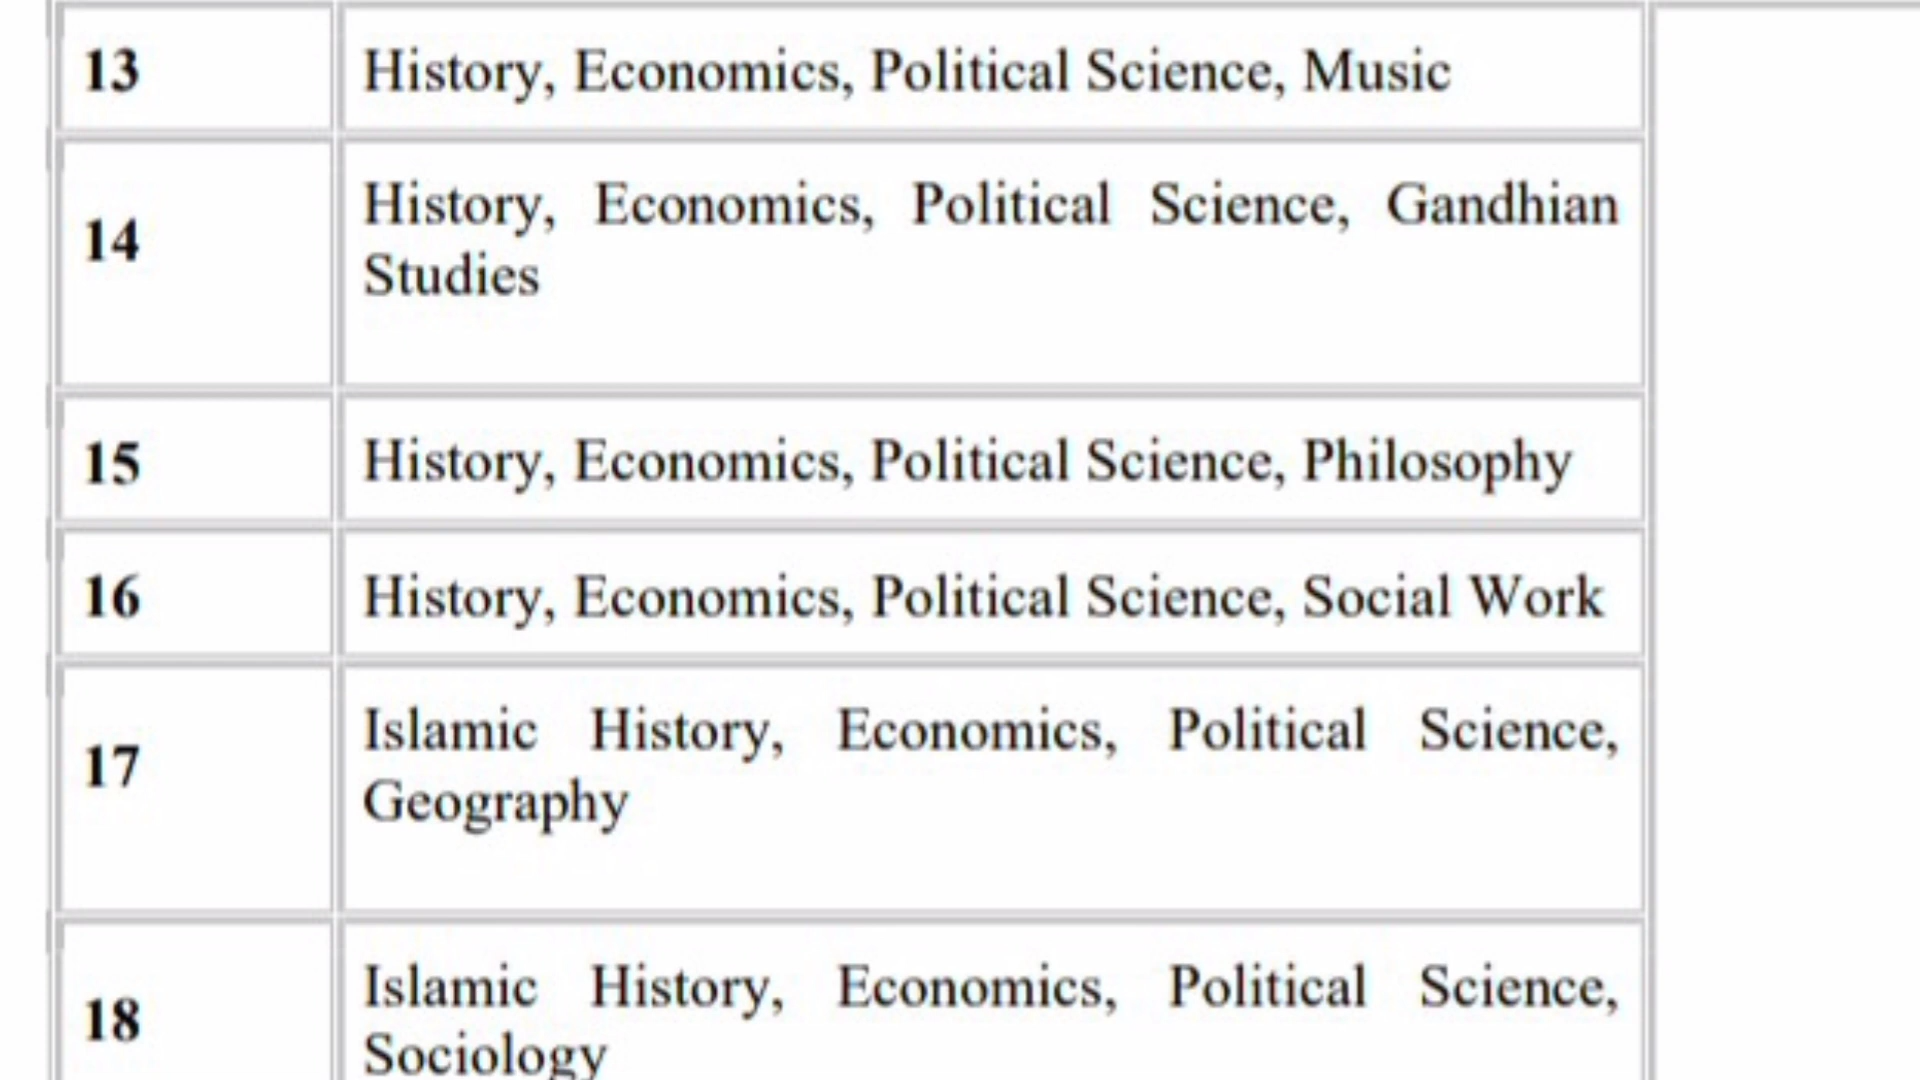 13 History, Economics, Political Science, Music
14 History, Economics, Political Science, Gandhian
Studies
15 History, Economics, Political Science, Philosophy
16 History, Economics, Political Science, Social Work
17 Islamic History, Economics, Political Science,
Geography
18 Islamic History, Economics, Political Science,
Sociology